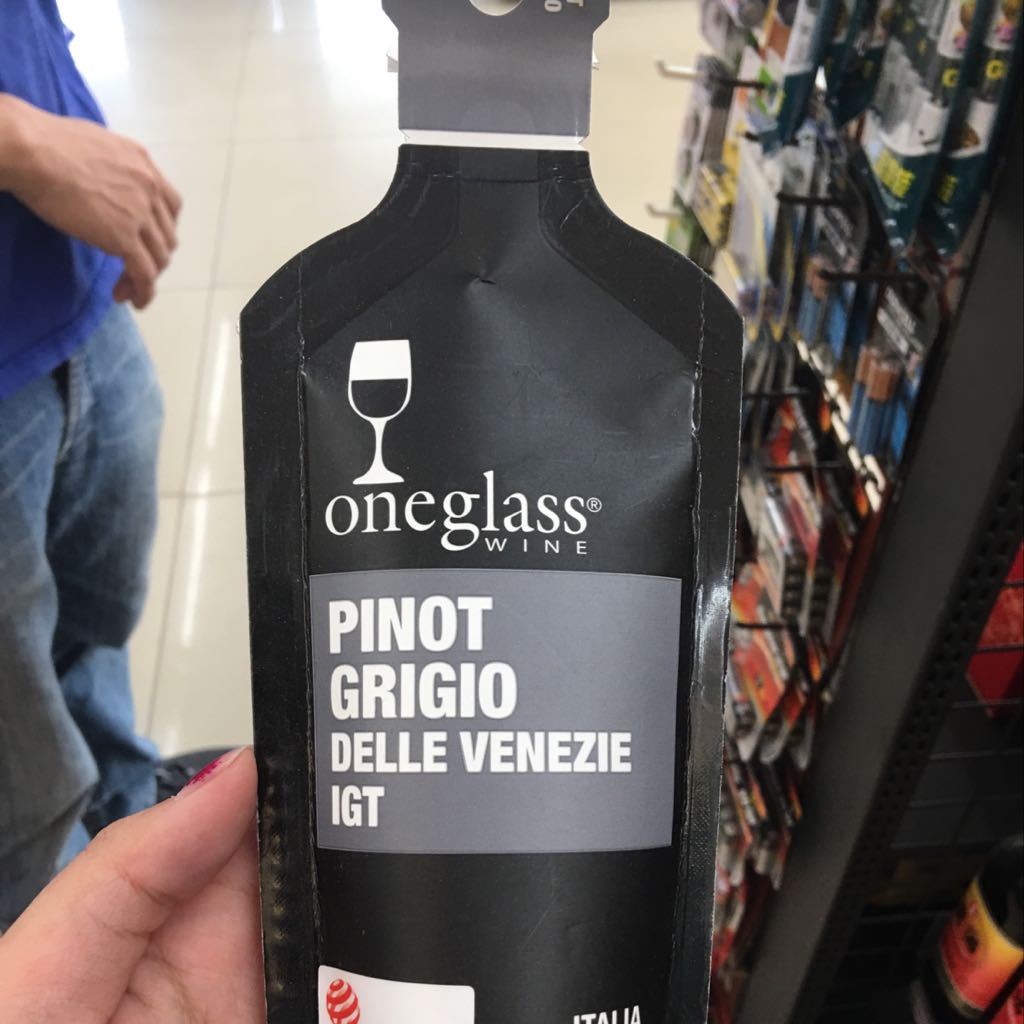 oneglass®
WINE
PINOT
GRIGIO
DELLE VENEZIE
IGT
ITALIA